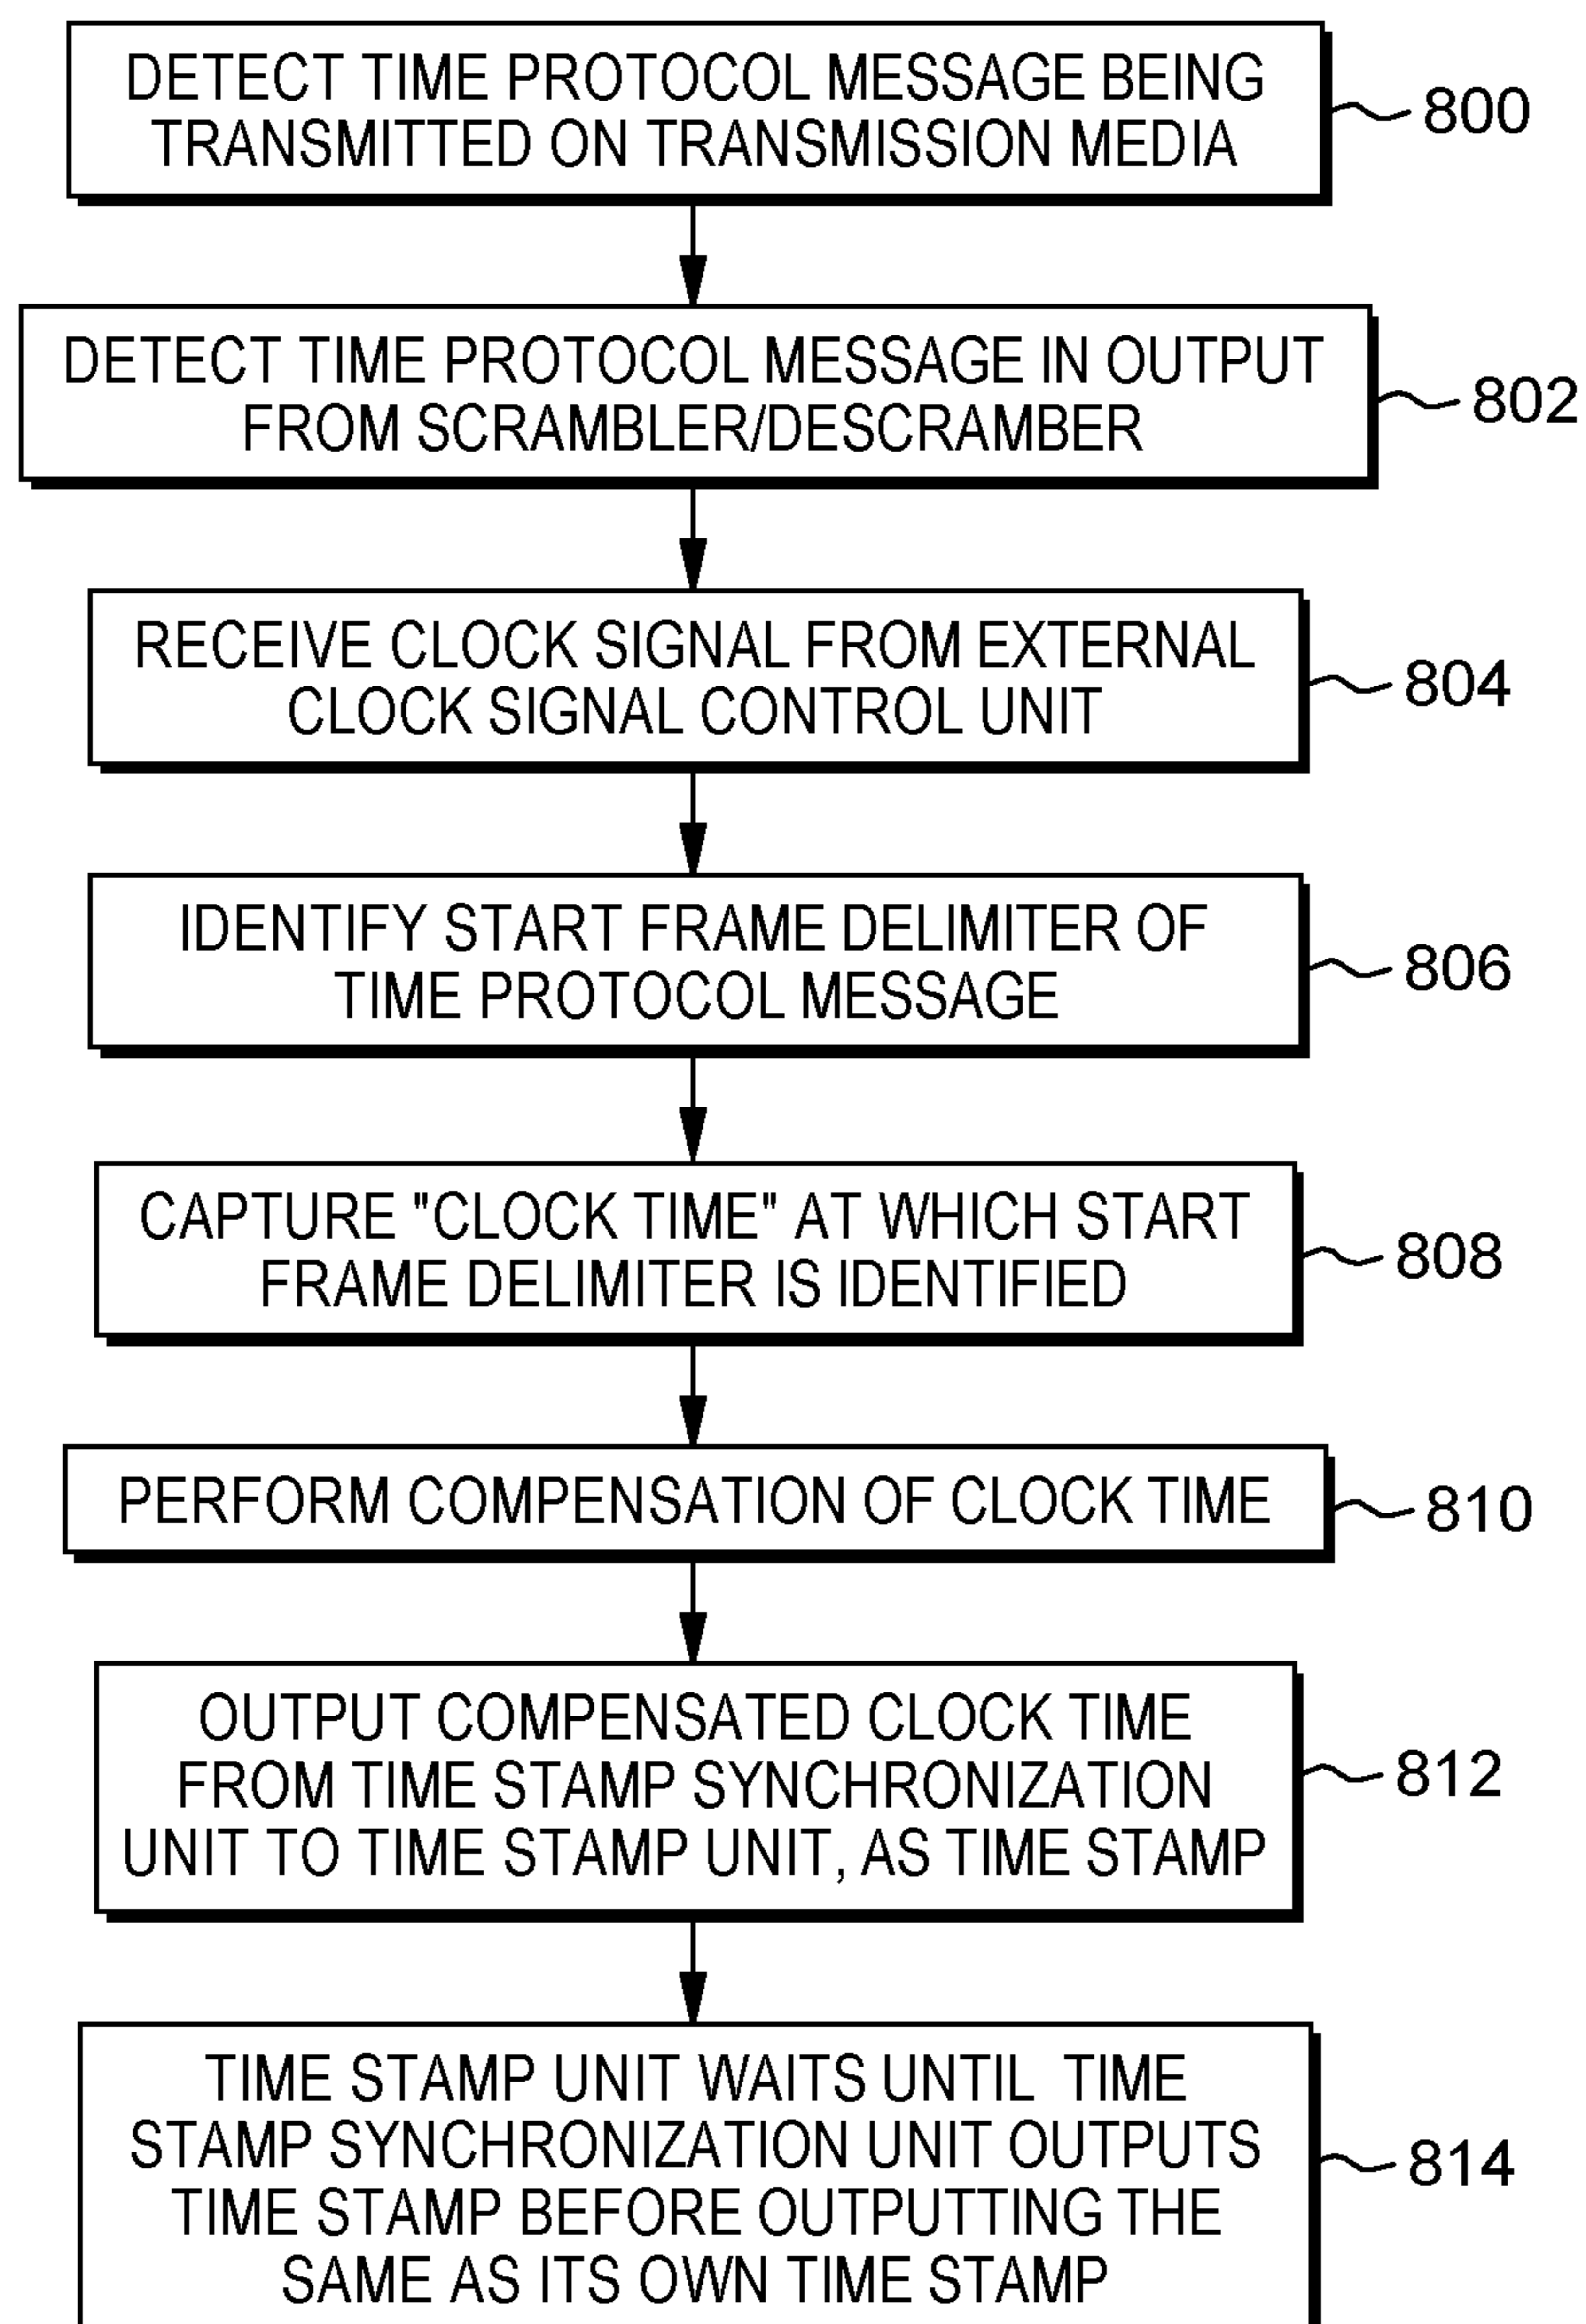 DETECT TIME PROTOCOL MESSAGE BEING
TRANSMITTED ON TRANSMISSION MEDIA
800
DETECT TIME PROTOCOL MESSAGE IN OUTPUT
FROM SCRAMBLER/DESCRAMBER
802
RECEIVE CLOCK SIGNAL FROM EXTERNAL
CLOCK SIGNAL CONTROL UNIT
804
IDENTIFY START FRAME DELIMITER OF
TIME PROTOCOL MESSAGE
806
CAPTURE "CLOCK TIME" AT WHICH START
FRAME DELIMITER IS IDENTIFIED
808
PERFORM COMPENSATION OF CLOCK TIME
810
OUTPUT COMPENSATED CLOCK TIME
FROM TIME STAMP SYNCHRONIZATION
UNIT TO TIME STAMP UNIT, AS TIME STAMP
812
TIME STAMP UNIT WAITS UNTIL TIME
STAMP SYNCHRONIZATION UNIT OUTPUTS
TIME STAMP BEFORE OUTPUTTING THE
SAME AS ITS OWN TIME STAMP
814